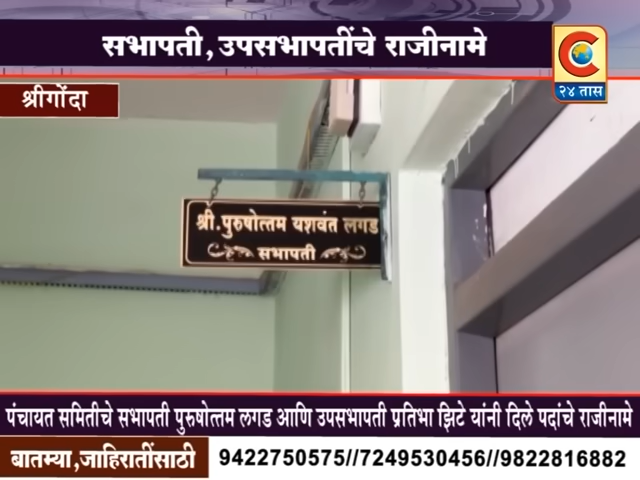 सभापती, उपसभापतींचे राजीनामे
२४ तास
श्रीगोंदा
श्री. पुरुषोत्तम यशवंत लगड
सभापती
पंचायत समितीचे सभापती पुरुषोत्तम लगड आणि उपसभापती प्रतिभा झिटे यांनी दिले पदांचे राजीनामे
बातम्या,जाहिरातींसाठी 9422750575//7249530456//9822816882